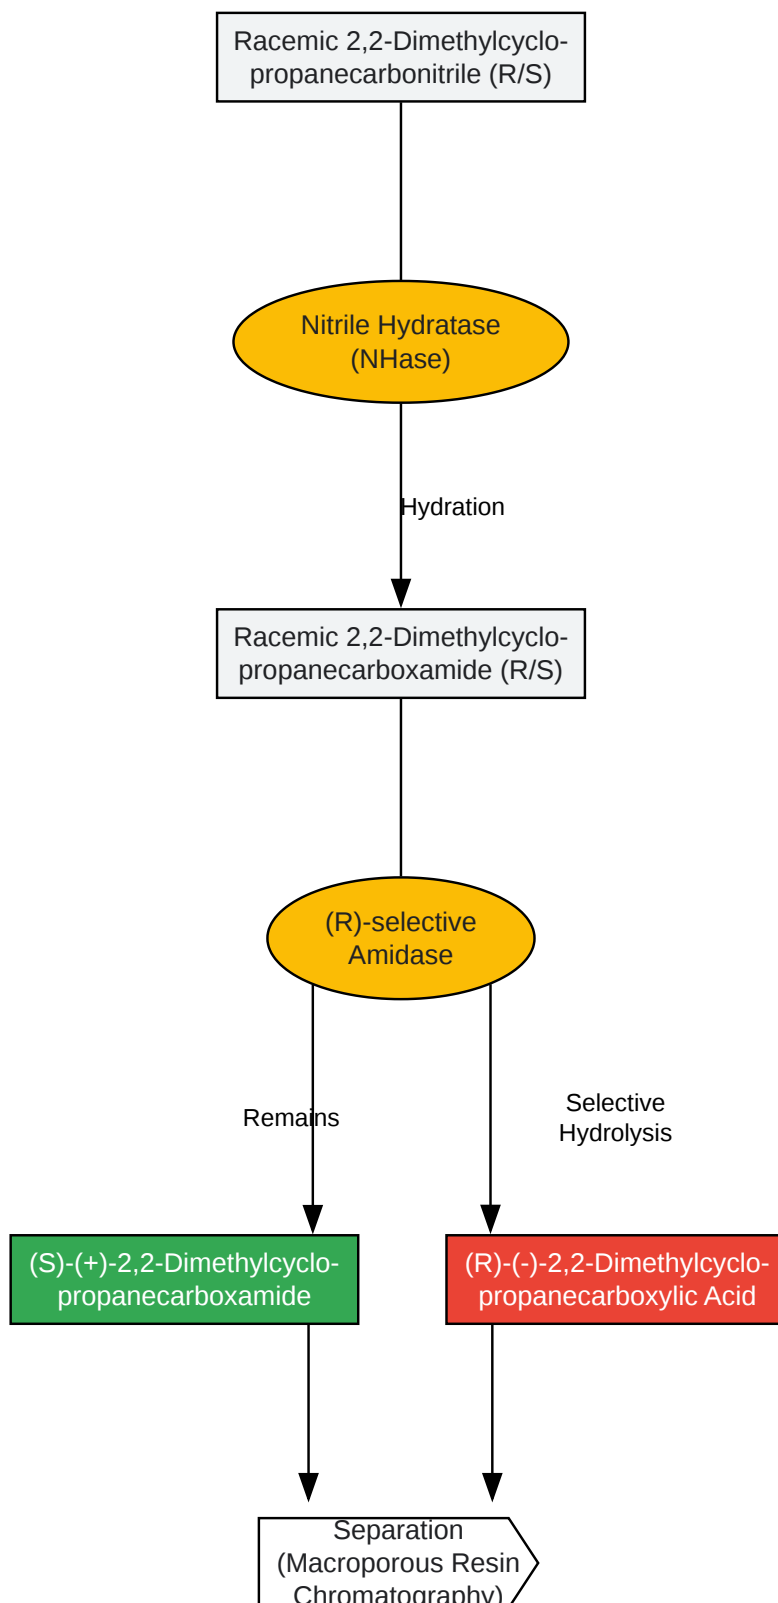 Racemic 2,2-Dimethylcyclo-
propanecarbonitrile (R/S)
Nitrile Hydratase
(NHase)
Hydration
Racemic 2,2-Dimethylcyclo-
propanecarboxamide (R/S)
(R)-selective
Amidase
Remains
Selective
Hydrolysis
(S)-(+)-2,2-Dimethylcyclo-
propanecarboxamide
(R)-(-)-2,2-Dimethylcyclo-
propanecarboxylic Acid
Separation
(Macroporous Resin
Chromatography)